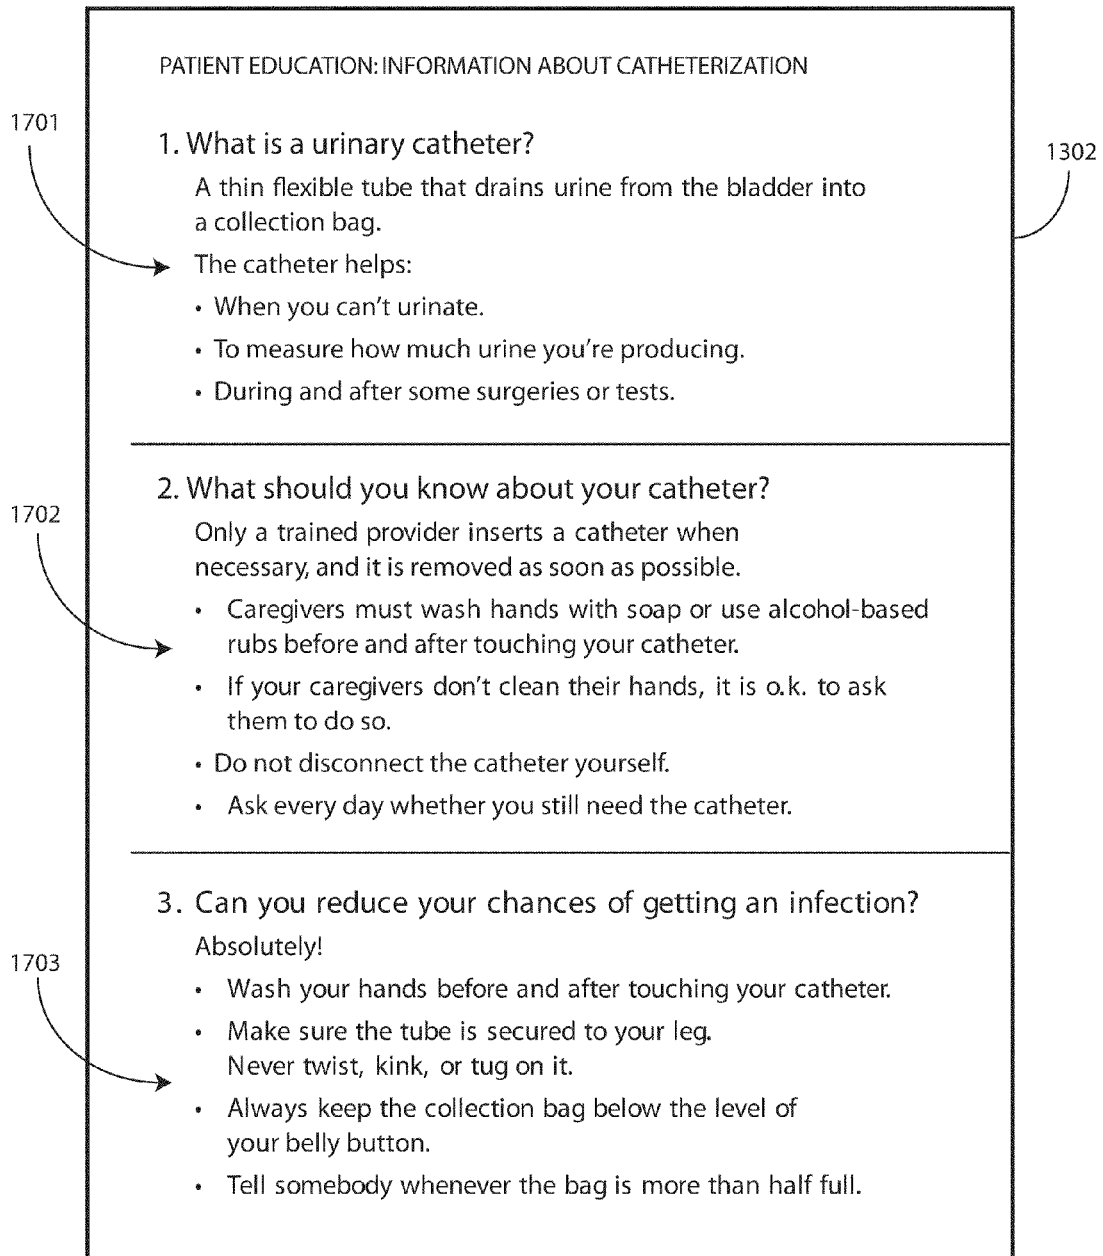 PATIENT EDUCATION: INFORMATION ABOUT CATHETERIZATION
1701
1302
1. What is a urinary catheter?
A thin flexible tube that drains urine from the bladder into
a collection bag.
The catheter helps:
• When you can't urinate.
• To measure how much urine you're producing.
• During and after some surgeries or tests.
1702
2. What should you know about your catheter?
Only a trained provider inserts a catheter when
necessary, and it is removed as soon as possible.
• Caregivers must wash hands with soap or use alcohol-based
rubs before and after touching your catheter.
• If your caregivers don't clean their hands, it is o.k. to ask
them to do so.
• Do not disconnect the catheter yourself.
• Ask every day whether you still need the catheter.
1703
3. Can you reduce your chances of getting an infection?
Absolutely!
• Wash your hands before and after touching your catheter.
• Make sure the tube is secured to your leg.
Never twist, kink, or tug on it.
• Always keep the collection bag below the level of
your belly button.
• Tell somebody whenever the bag is more than half full.